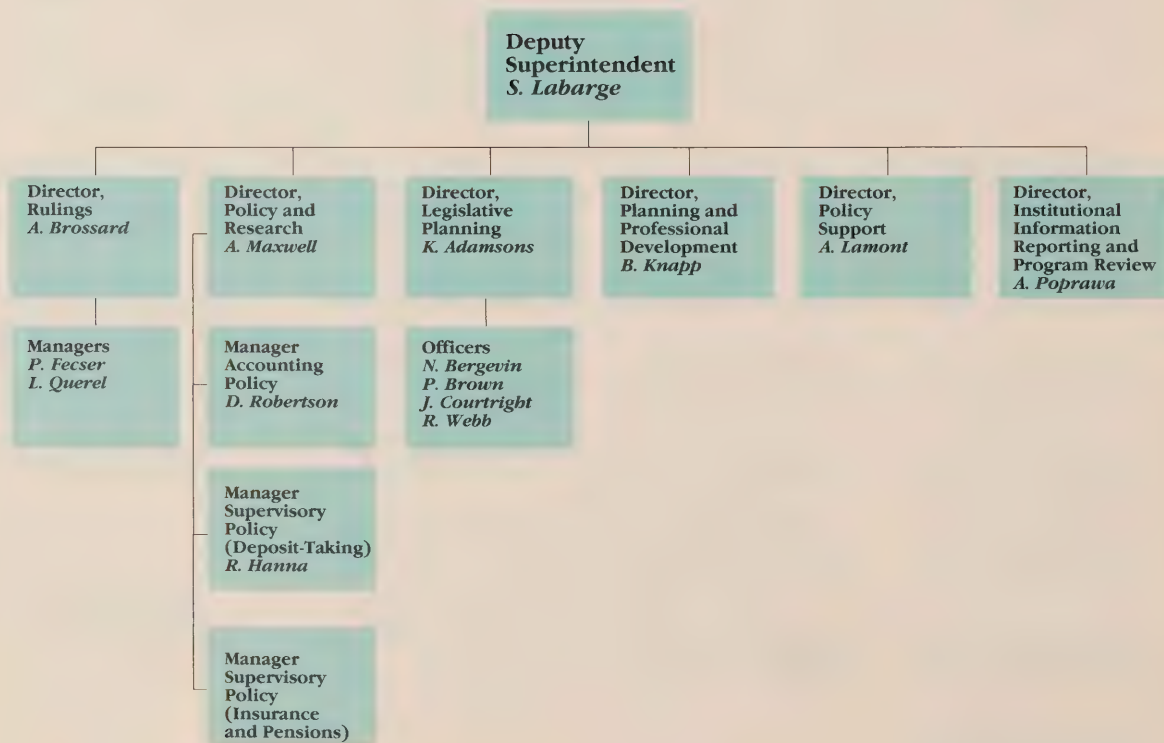 Deputy
Superintendent
S. Labarge
Director,
Rulings
A. Brossard
Director,
Policy and
Research
A. Maxwell
Director,
Legislative
Planning
K. Adamsons
Director,
Planning and
Professional
Development
B. Knapp
Director,
Policy
Support
A. Lamont
Director,
Institutional
Information
Reporting and
Program Review
A. Poprawa
Managers
P. Fecser
L. Querel
Manager
Accounting
Policy
D. Robertson
Officers
N. Bergevin
P. Brown
J. Courtright
R. Webb
Manager
Supervisory
Policy
(Deposit-Taking)
R. Hanna
Manager
Supervisory
Policy
(Insurance
and Pensions)